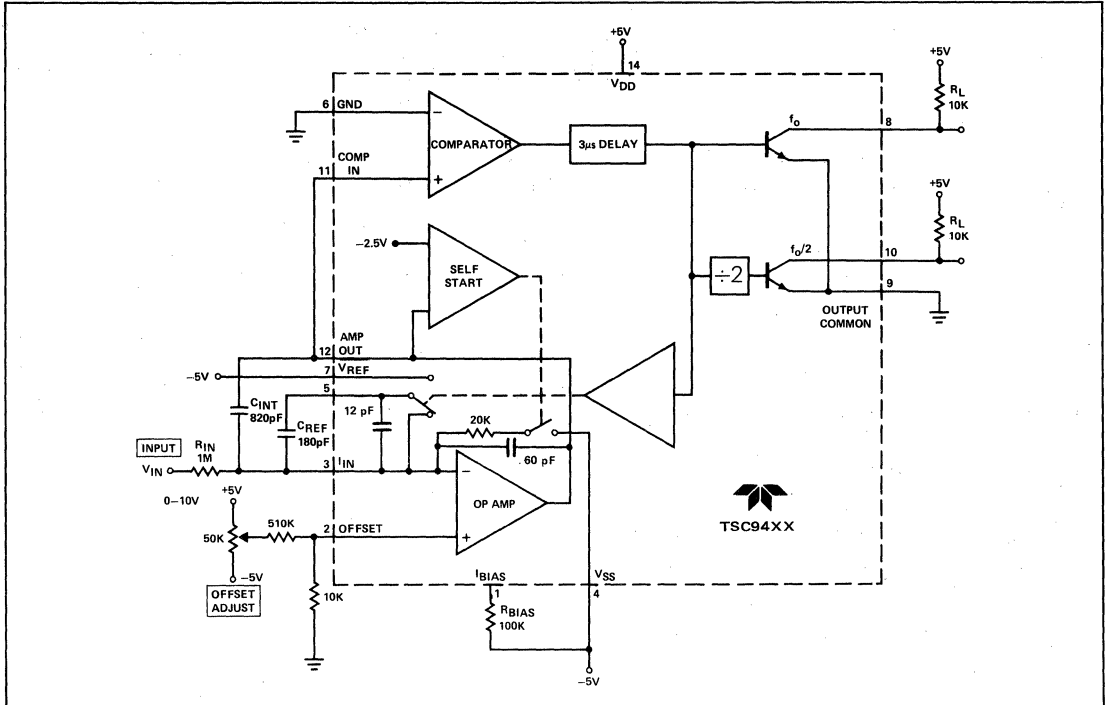 +5V
14
VDD
+5V
RL
10K
6 GND
−
COMPARATOR
+
3µs DELAY
fo
8
11
COMP
IN
+5V
RL
10K
−2.5V
SELF
START
÷2
fo/2
10
9
OUTPUT
COMMON
12
AMP
OUT
−5V
7
VREF
5
CINT
820pF
CREF
180pF
12 pF
20K
60 pF
INPUT
VIN
RIN
1M
3
IIN
−
OP AMP
+
0−10V
+5V
50K
510K
2 OFFSET
−5V
OFFSET
ADJUST
10K
TSC94XX
IBIAS
1
VSS
4
RBIAS
100K
−5V